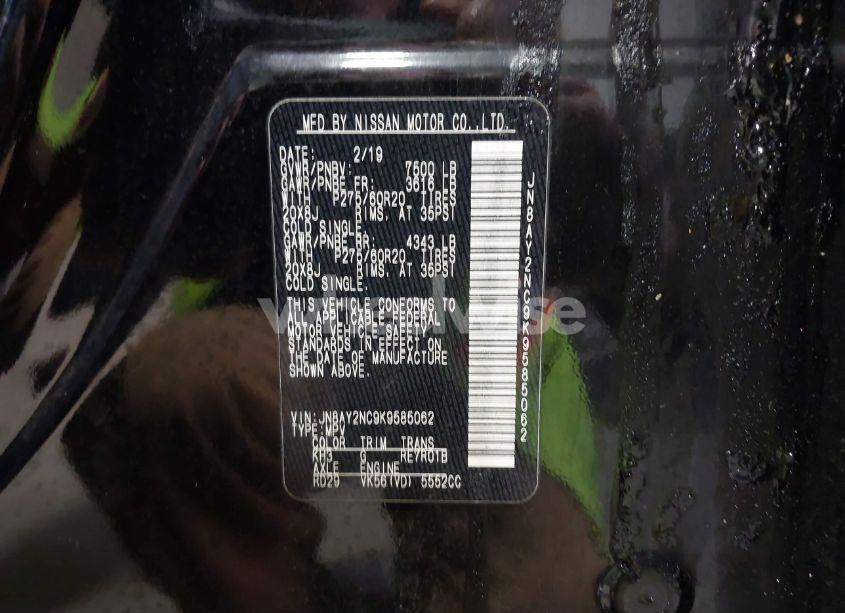 MFD BY NISSAN MOTOR CO., LTD.
DATE: 2/19
GVWR/PNBV: 7500 LB
GAWR/PNBE FR: 3616 LB
WITH P275/60R20 TIRES
20X8J RIMS. AT 35PSI
COLD SINGLE.
GAWR/PNBE RR: 4343 LB
WITH P275/60R20 TIRES
20X8J RIMS. AT 35PSI
COLD SINGLE.
THIS VEHICLE CONFORMS TO
ALL APPLICABLE FEDERAL
MOTOR VEHICLE SAFETY
STANDARDS IN EFFECT ON
THE DATE OF MANUFACTURE
SHOWN ABOVE.
VIN: JN8AY2NC9K9585062
TYPE: MPV
COLOR TRIM TRANS
KH3 G RE7R01B
AXLE ENGINE
RD29 VK56(VD) 5552CC
JN8AY2NC9K9585062